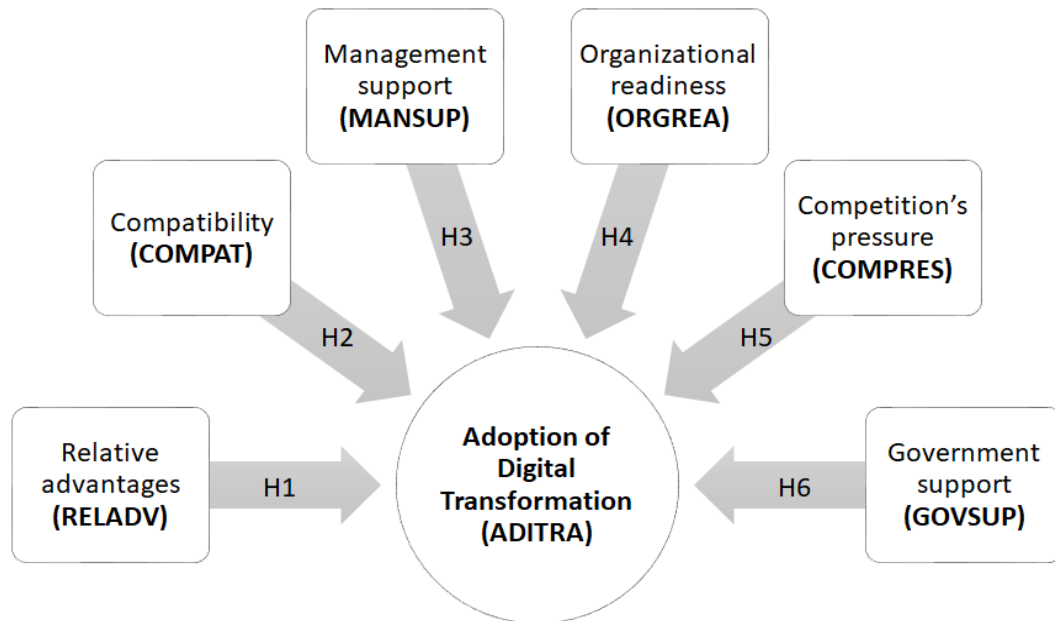 Management
support
(MANSUP)
Organizational
readiness
(ORGREA)
Compatibility
(COMPAT)
Competition’s
pressure
(COMPRES)
H3
H4
H2
H5
Relative
advantages
(RELADV)
H1
Adoption of
Digital
Transformation
(ADITRA)
H6
Government
support
(GOVSUP)